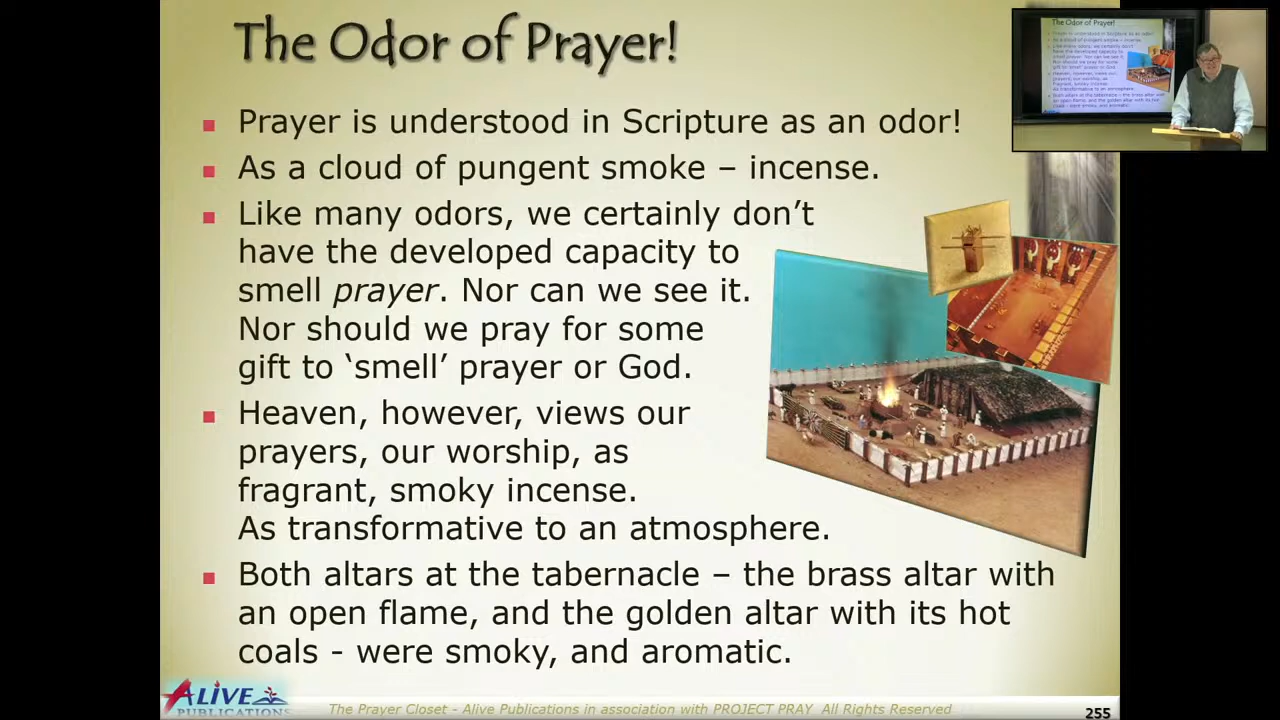 The Odor of Prayer!
Prayer is understood in Scripture as an odor!
As a cloud of pungent smoke – incense.
Like many odors, we certainly don’t
have the developed capacity to
smell prayer. Nor can we see it.
Nor should we pray for some
gift to ‘smell’ prayer or God.
Heaven, however, views our
prayers, our worship, as
fragrant, smoky incense.
As transformative to an atmosphere.
Both altars at the tabernacle – the brass altar with
an open flame, and the golden altar with its hot
coals - were smoky, and aromatic.
ALIVE
PUBLICATIONS
The Prayer Closet - Alive Publications in association with PROJECT PRAY All Rights Reserved
255
The Odor of Prayer!